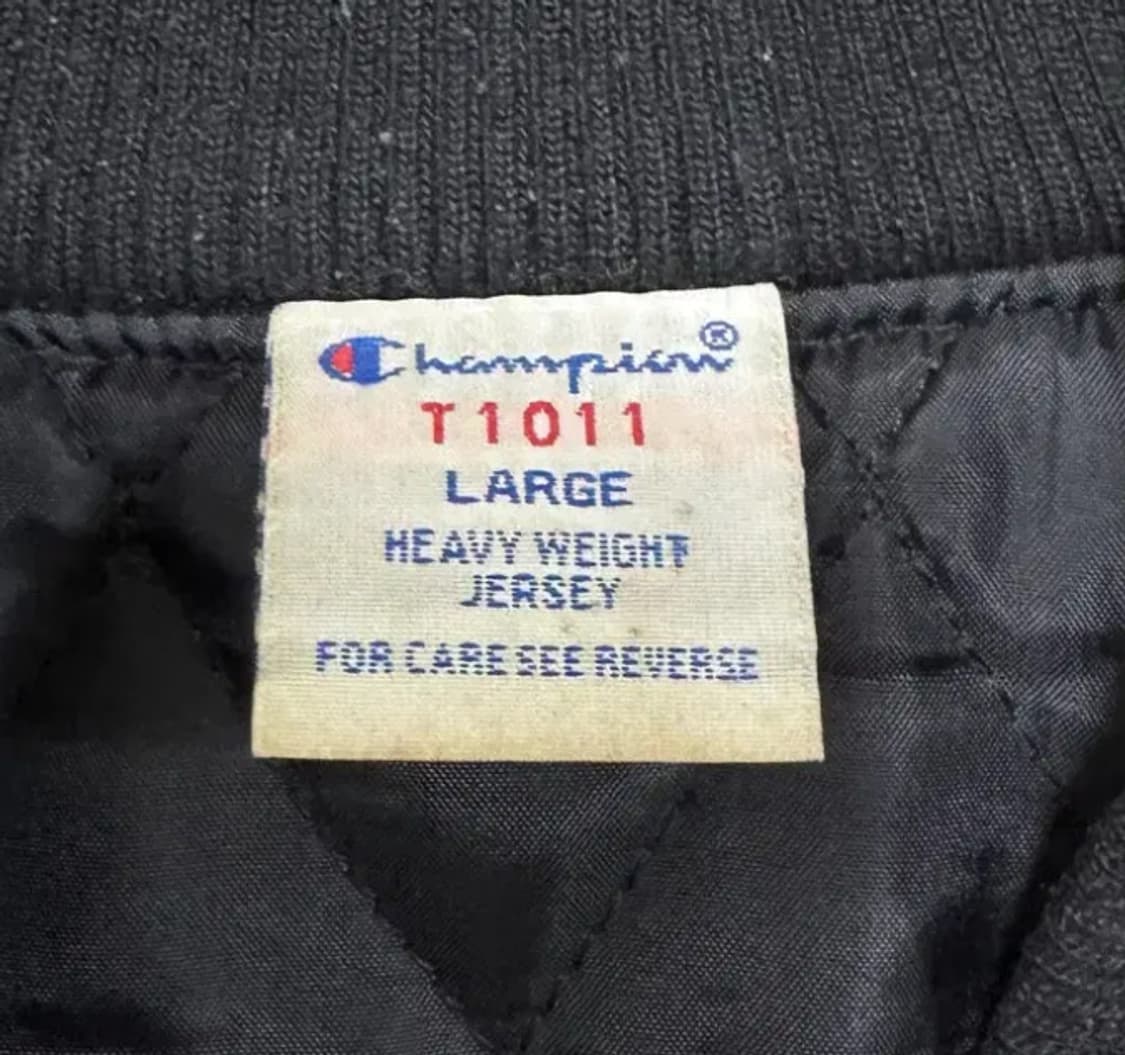 Champion®
T1011
LARGE
HEAVY WEIGHT
JERSEY
FOR CARE SEE REVERSE